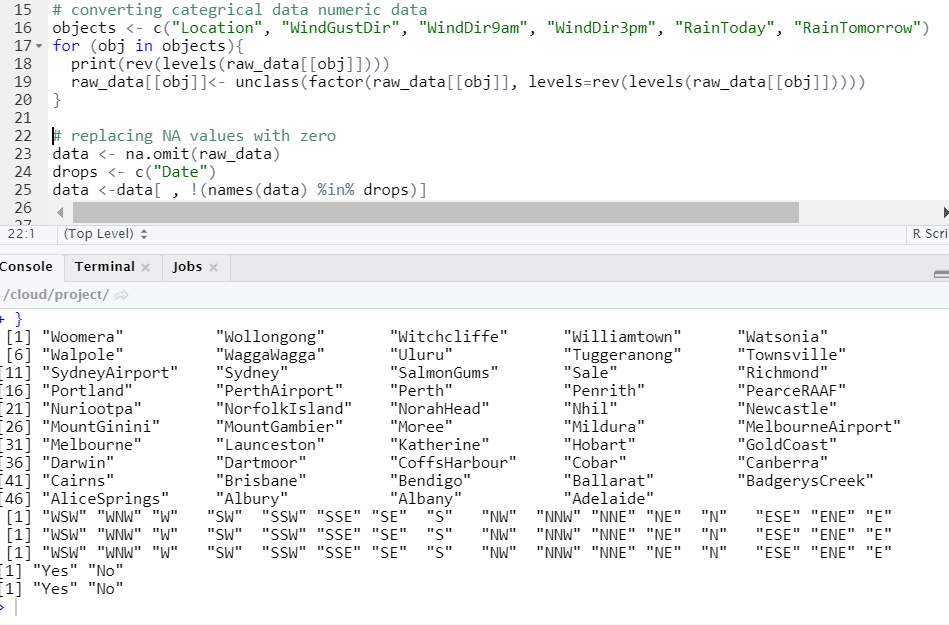 15 # converting categrical data numeric data
16 objects <- c("Location", "WindGustDir", "WindDir9am", "WindDir3pm", "RainToday", "RainTomorrow")
17 for (obj in objects){
18 print(rev(levels(raw_data[[obj]])))
19 raw_data[[obj]]<- unclass(factor(raw_data[[obj]], levels=rev(levels(raw_data[[obj]]))))
20 }
21
22 # replacing NA values with zero
23 data <- na.omit(raw_data)
24 drops <- c("Date")
25 data <-data[ , !(names(data) %in% drops)]
26
27
22:1 (Top Level) R Scri
Console Terminal Jobs
/cloud/project/
+ }
[1] "Woomera" "Wollongong" "Witchcliffe" "Williamtown" "Watsonia"
[6] "Walpole" "WaggaWagga" "Uluru" "Tuggeranong" "Townsville"
[11] "SydneyAirport" "Sydney" "SalmonGums" "Sale" "Richmond"
[16] "Portland" "PerthAirport" "Perth" "Penrith" "PearceRAAF"
[21] "Nuriootpa" "NorfolkIsland" "NorahHead" "Nhil" "Newcastle"
[26] "MountGinini" "MountGambier" "Moree" "Mildura" "MelbourneAirport"
[31] "Melbourne" "Launceston" "Katherine" "Hobart" "GoldCoast"
[36] "Darwin" "Dartmoor" "CoffsHarbour" "Cobar" "Canberra"
[41] "Cairns" "Brisbane" "Bendigo" "Ballarat" "BadgerysCreek"
[46] "AliceSprings" "Albury" "Albany" "Adelaide"
[1] "WSW" "WNW" "W" "SW" "SSW" "SSE" "SE" "S" "NW" "NNW" "NNE" "NE" "N" "ESE" "ENE" "E"
[1] "WSW" "WNW" "W" "SW" "SSW" "SSE" "SE" "S" "NW" "NNW" "NNE" "NE" "N" "ESE" "ENE" "E"
[1] "WSW" "WNW" "W" "SW" "SSW" "SSE" "SE" "S" "NW" "NNW" "NNE" "NE" "N" "ESE" "ENE" "E"
[1] "Yes" "No"
[1] "Yes" "No"
>